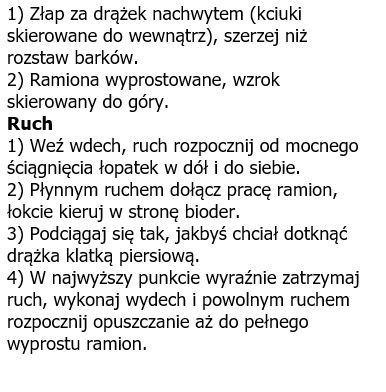 1) Złap za drążek nachwytem (kciuki
skierowane do wewnątrz), szerzej niż
rozstaw barków.
2) Ramiona wyprostowane, wzrok
skierowany do góry.
Ruch
1) Weź wdech, ruch rozpocznij od mocnego
ściągnięcia łopatek w dół i do siebie.
2) Płynnym ruchem dołącz pracę ramion,
łokcie kieruj w stronę bioder.
3) Podciągaj się tak, jakbyś chciał dotknąć
drążka klatką piersiową.
4) W najwyższy punkcie wyraźnie zatrzymaj
ruch, wykonaj wydech i powolnym ruchem
rozpocznij opuszczanie aż do pełnego
wyprostu ramion.